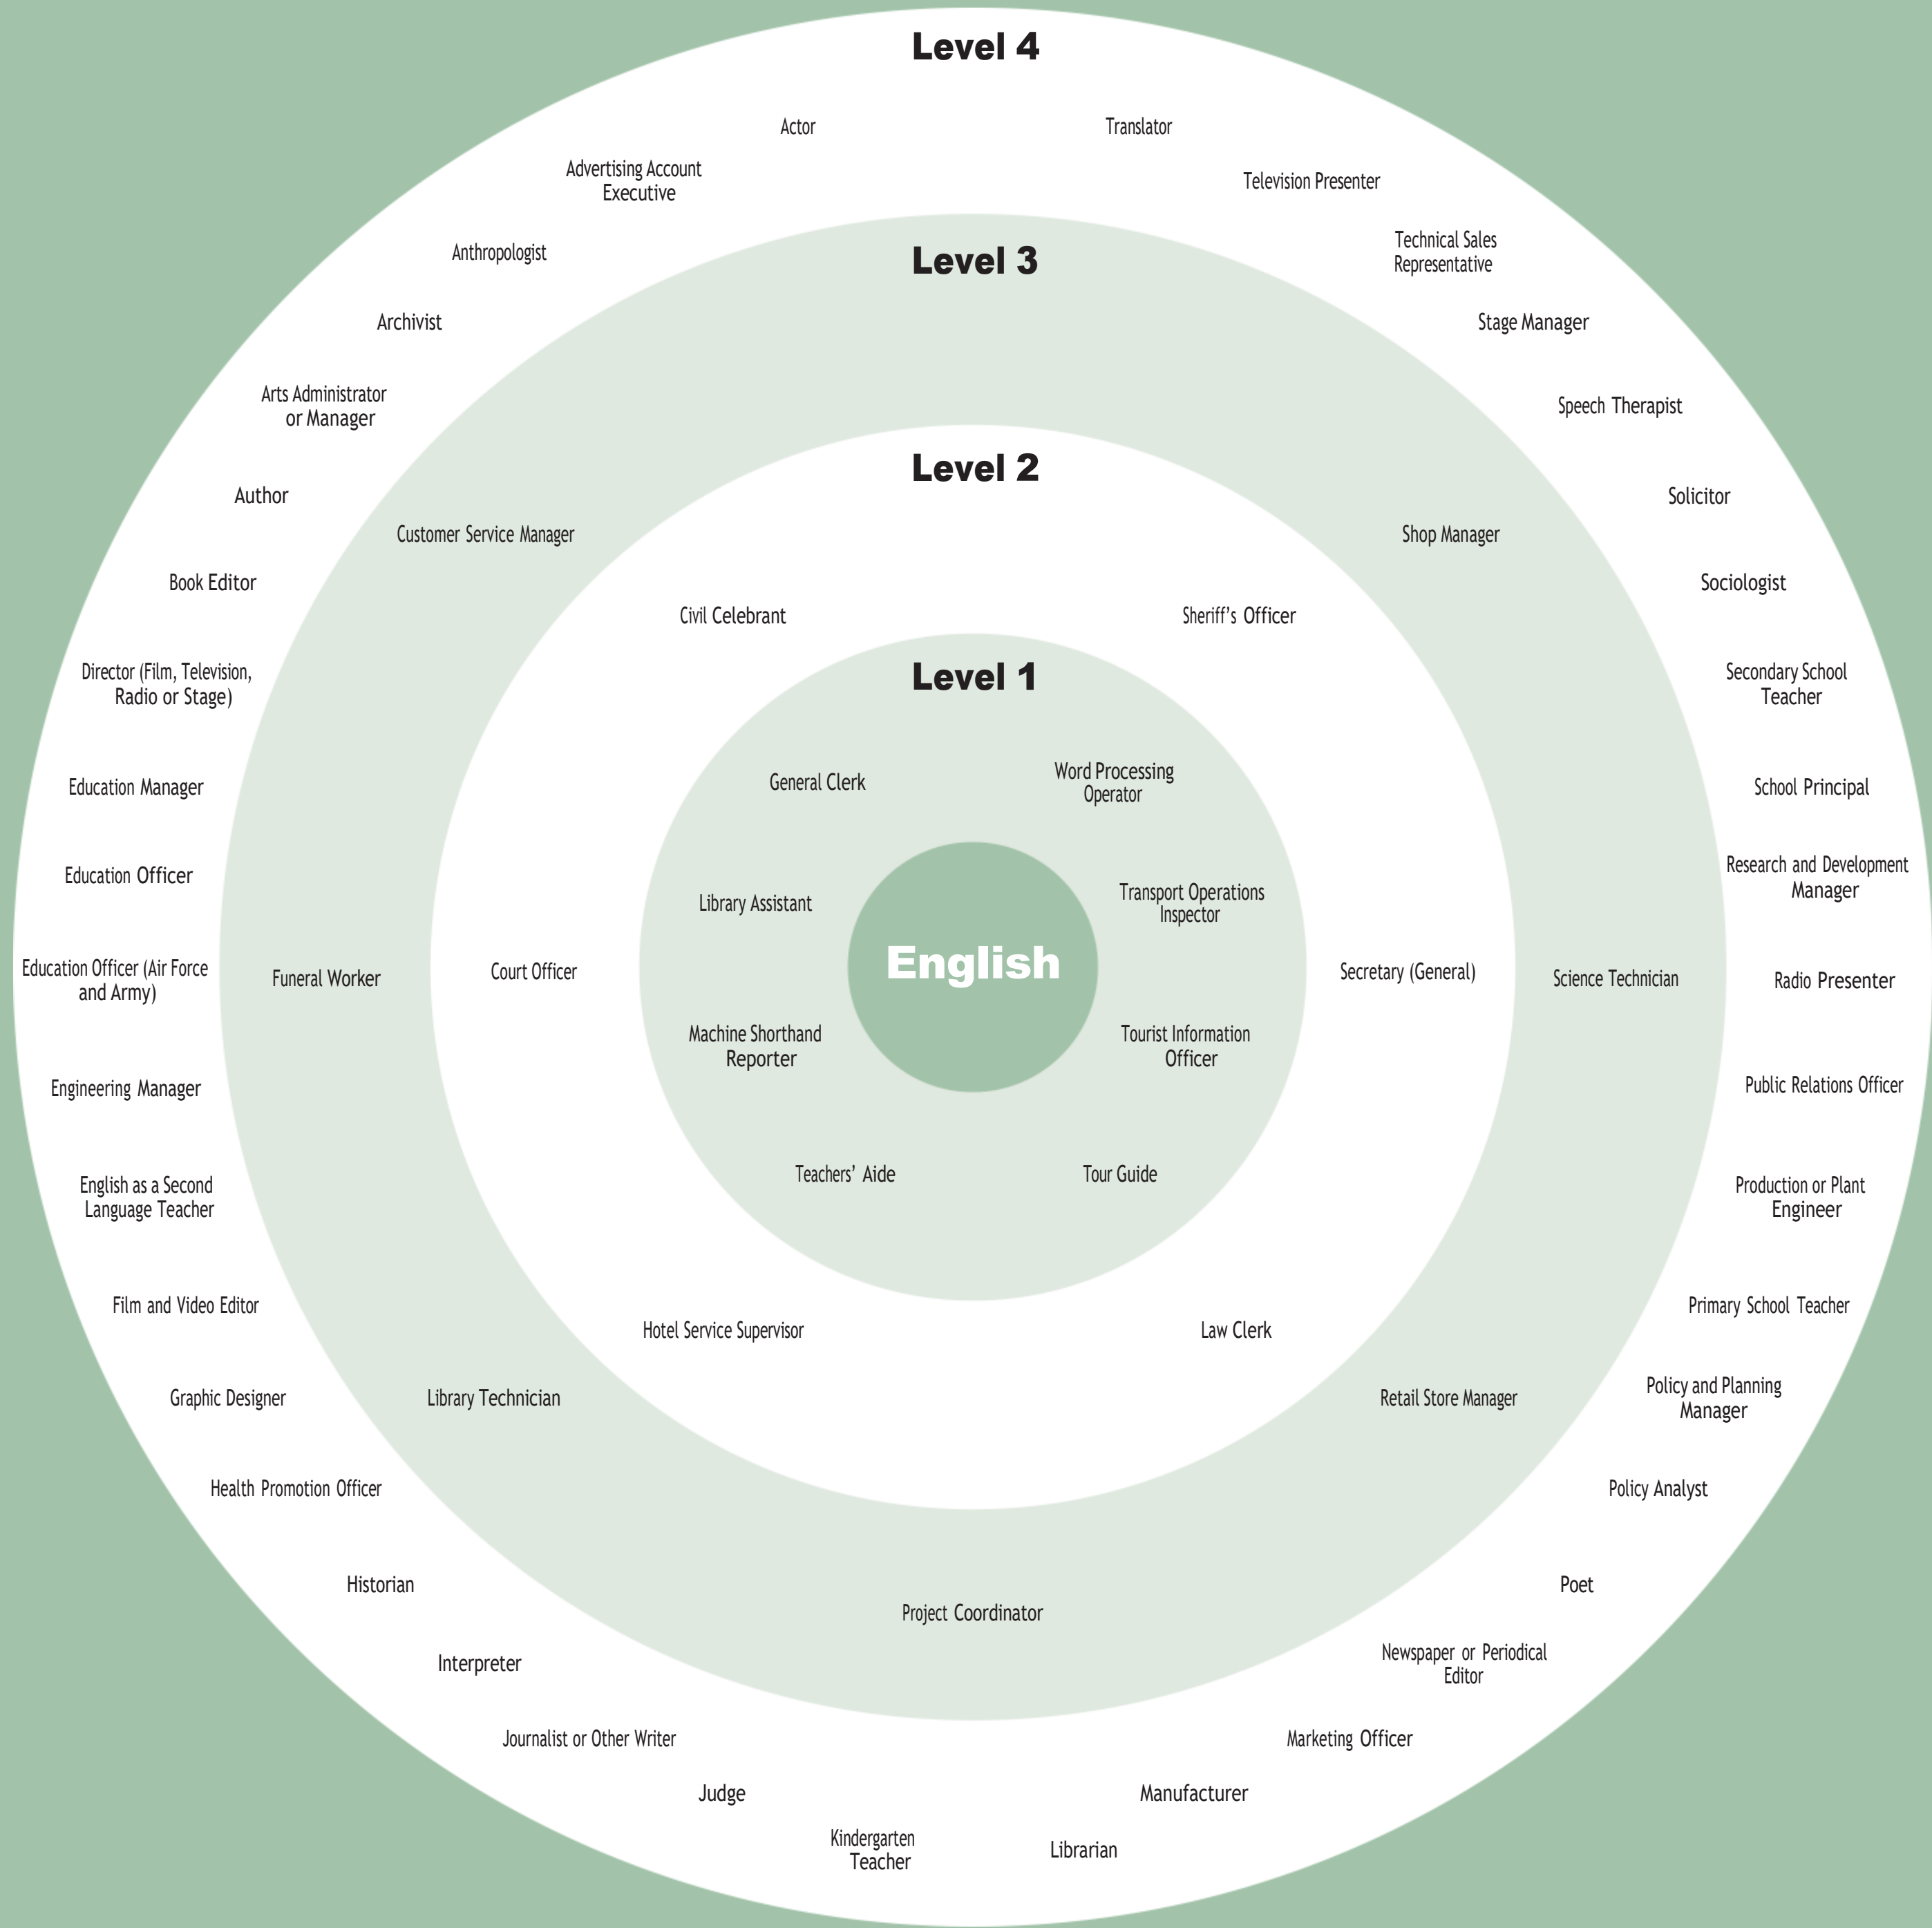 Level 4
Actor
Translator
Advertising Account
Executive
Television Presenter
Anthropologist
Technical Sales
Representative
Archivist
Stage Manager
Arts Administrator
or Manager
Speech Therapist
Author
Solicitor
Book Editor
Sociologist
Director (Film, Television,
Radio or Stage)
Secondary School
Teacher
Education Manager
School Principal
Education Officer
Research and Development
Manager
Education Officer (Air Force
and Army)
Radio Presenter
Engineering Manager
Public Relations Officer
English as a Second
Language Teacher
Production or Plant
Engineer
Film and Video Editor
Primary School Teacher
Graphic Designer
Policy and Planning
Manager
Health Promotion Officer
Policy Analyst
Historian
Poet
Interpreter
Newspaper or Periodical
Editor
Journalist or Other Writer
Marketing Officer
Judge
Manufacturer
Kindergarten
Teacher
Librarian
Level 3
Customer Service Manager
Shop Manager
Funeral Worker
Science Technician
Library Technician
Retail Store Manager
Project Coordinator
Level 2
Civil Celebrant
Sheriff's Officer
Court Officer
Secretary (General)
Hotel Service Supervisor
Law Clerk
Level 1
General Clerk
Word Processing
Operator
Library Assistant
Transport Operations
Inspector
Machine Shorthand
Reporter
Tourist Information
Officer
Teachers' Aide
Tour Guide
English